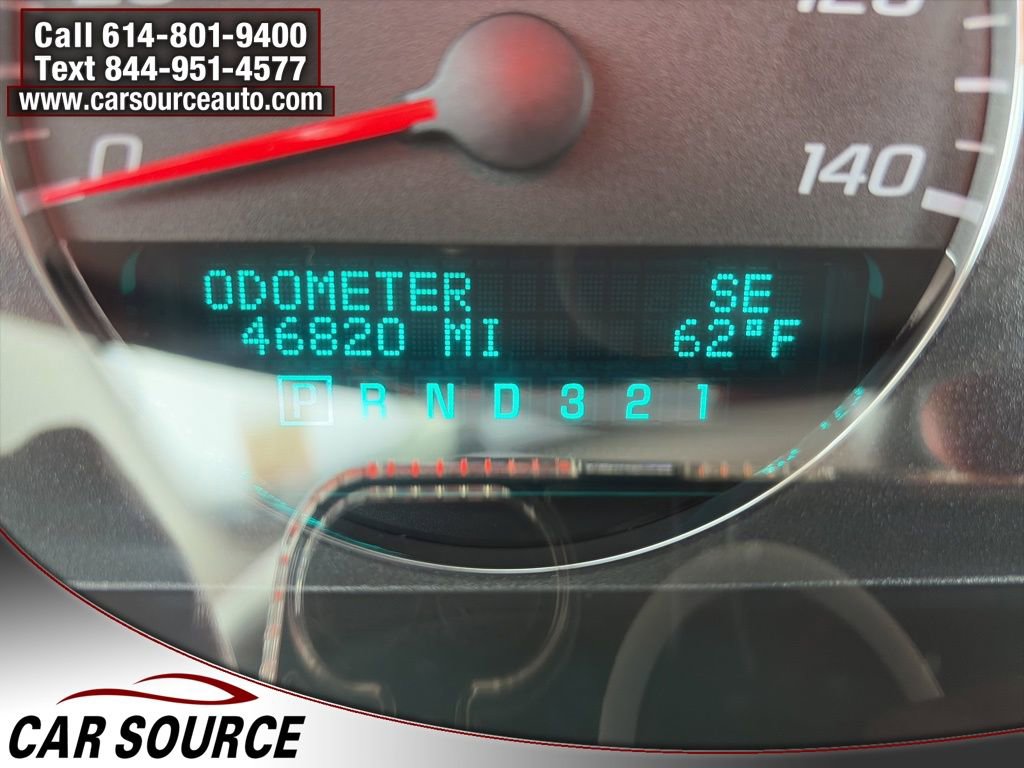 Call 614-801-9400
Text 844-951-4577
www.carsourceauto.com
120
0
140
ODOMETER SE
46820 MI 62°F
P R N D 3 2 1
CAR SOURCE